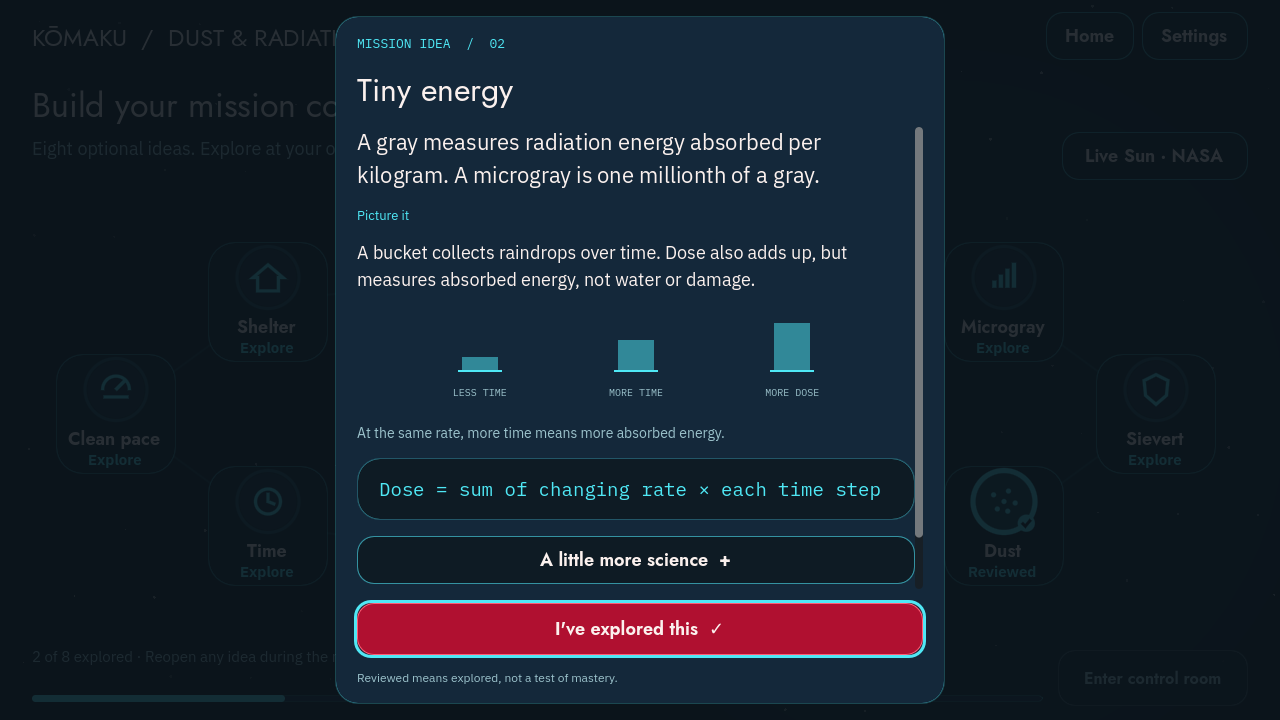 KŌMAKU / DUST & RADIATI
Home
Settings
Build your mission co
Eight optional ideas. Explore at your o
Live Sun · NASA
Shelter
Explore
Clean pace
Explore
Time
Explore
MISSION IDEA / 02
Tiny energy
A gray measures radiation energy absorbed per
kilogram. A microgray is one millionth of a gray.
Picture it
A bucket collects raindrops over time. Dose also adds up, but
measures absorbed energy, not water or damage.
LESS TIME
MORE TIME
MORE DOSE
At the same rate, more time means more absorbed energy.
Dose = sum of changing rate × each time step
A little more science +
I've explored this ✓
Reviewed means explored, not a test of mastery.
Microgray
Explore
Sievert
Explore
Dust
Reviewed
2 of 8 explored · Reopen any idea during the
Enter control room